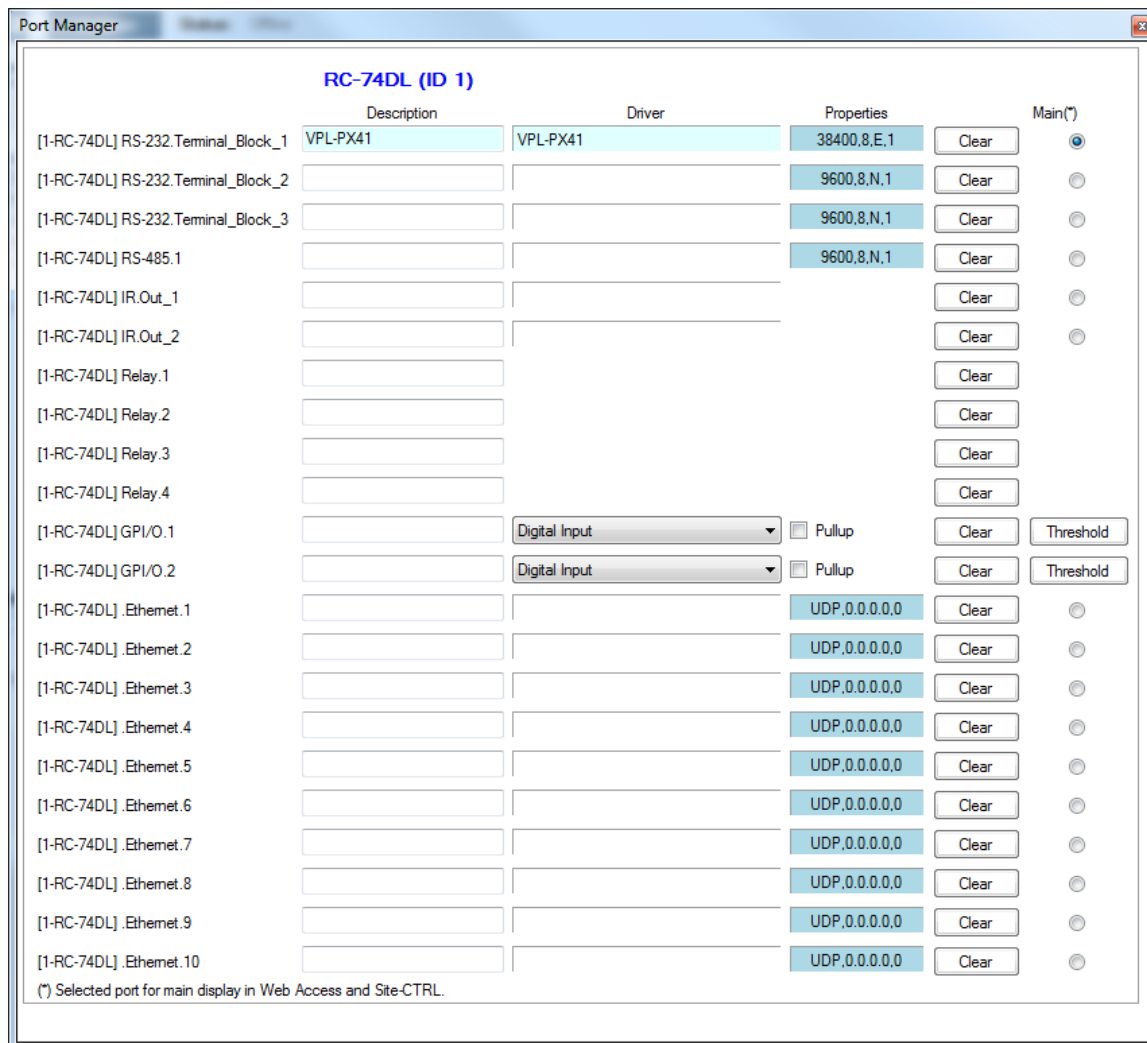 Port Manager
RC-74DL (ID 1)
Description Driver Properties Main(*)
[1-RC-74DL] RS-232.Terminal_Block_1 VPL-PX41 VPL-PX41 38400,8,E,1 Clear
[1-RC-74DL] RS-232.Terminal_Block_2 9600,8,N,1 Clear
[1-RC-74DL] RS-232.Terminal_Block_3 9600,8,N,1 Clear
[1-RC-74DL] RS-485.1 9600,8,N,1 Clear
[1-RC-74DL] IR.Out_1 Clear
[1-RC-74DL] IR.Out_2 Clear
[1-RC-74DL] Relay.1 Clear
[1-RC-74DL] Relay.2 Clear
[1-RC-74DL] Relay.3 Clear
[1-RC-74DL] Relay.4 Clear
[1-RC-74DL] GPI/O.1 Digital Input Pullup Clear Threshold
[1-RC-74DL] GPI/O.2 Digital Input Pullup Clear Threshold
[1-RC-74DL] .Ethernet.1 UDP,0.0.0.0,0 Clear
[1-RC-74DL] .Ethernet.2 UDP,0.0.0.0,0 Clear
[1-RC-74DL] .Ethernet.3 UDP,0.0.0.0,0 Clear
[1-RC-74DL] .Ethernet.4 UDP,0.0.0.0,0 Clear
[1-RC-74DL] .Ethernet.5 UDP,0.0.0.0,0 Clear
[1-RC-74DL] .Ethernet.6 UDP,0.0.0.0,0 Clear
[1-RC-74DL] .Ethernet.7 UDP,0.0.0.0,0 Clear
[1-RC-74DL] .Ethernet.8 UDP,0.0.0.0,0 Clear
[1-RC-74DL] .Ethernet.9 UDP,0.0.0.0,0 Clear
[1-RC-74DL] .Ethernet.10 UDP,0.0.0.0,0 Clear
(*) Selected port for main display in Web Access and Site-CTRL.